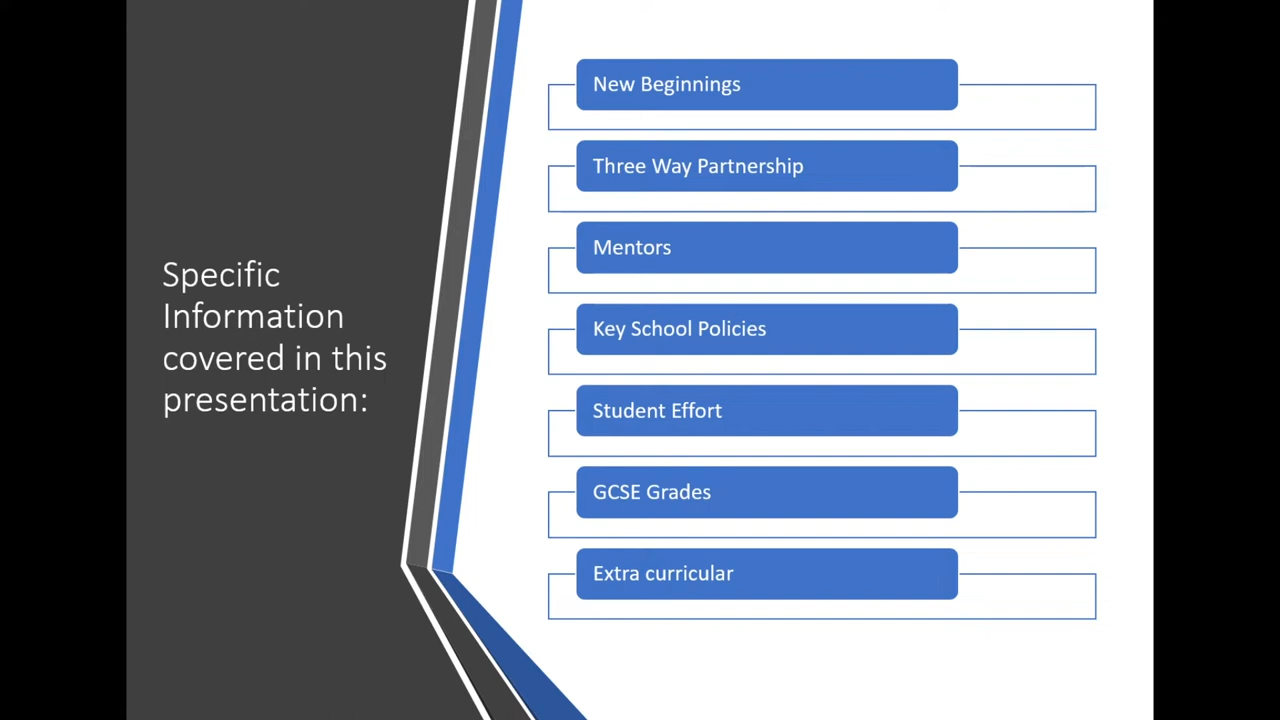 Specific
Information
covered in this
presentation:
New Beginnings
Three Way Partnership
Mentors
Key School Policies
Student Effort
GCSE Grades
Extra curricular